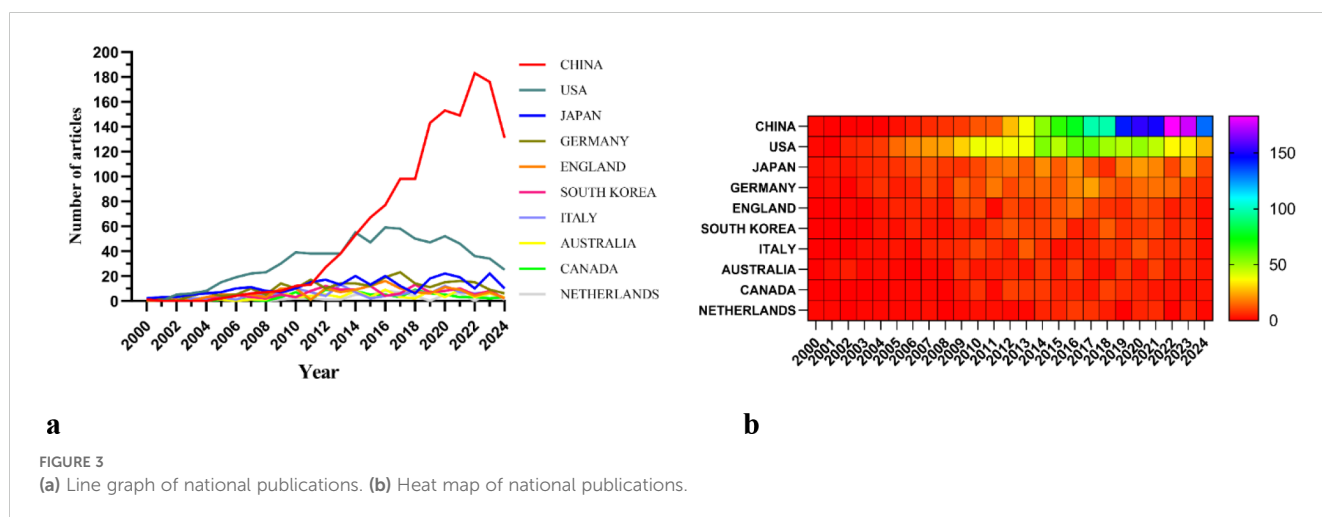 200
180
160
140
120
100
80
60
40
20
0
Number of articles
2000
2002
2004
2006
2008
2010
2012
2014
2016
2018
2020
2022
2024
Year
CHINA
USA
JAPAN
GERMANY
ENGLAND
SOUTH KOREA
ITALY
AUSTRALIA
CANADA
NETHERLANDS
a
CHINA
USA
JAPAN
GERMANY
ENGLAND
SOUTH KOREA
ITALY
AUSTRALIA
CANADA
NETHERLANDS
2000
2001
2002
2003
2004
2005
2006
2007
2008
2009
2010
2011
2012
2013
2014
2015
2016
2017
2018
2019
2020
2021
2022
2023
2024
150
100
50
0
b
FIGURE 3
(a) Line graph of national publications. (b) Heat map of national publications.